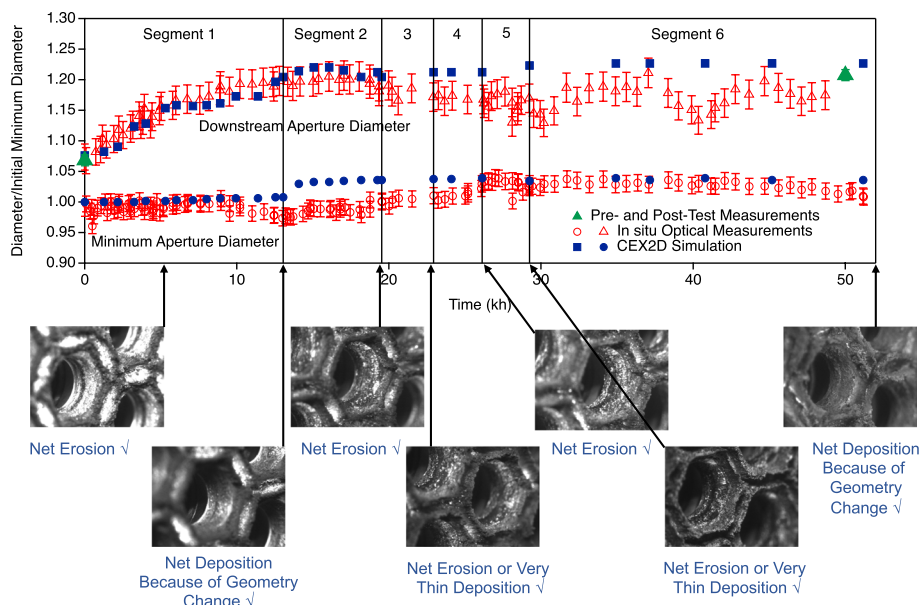 1.30
1.25
1.20
1.15
1.10
1.05
1.00
0.95
0.90
Diameter/Initial Minimum Diameter
Segment 1
Segment 2
3
4
5
Segment 6
Downstream Aperture Diameter
Minimum Aperture Diameter
Pre- and Post-Test Measurements
In situ Optical Measurements
CEX2D Simulation
0
10
20
30
40
50
Time (kh)
Net Erosion √
Net Deposition
Because of Geometry
Change √
Net Erosion √
Net Erosion or Very
Thin Deposition √
Net Erosion √
Net Erosion or Very
Thin Deposition √
Net Deposition
Because of
Geometry
Change √